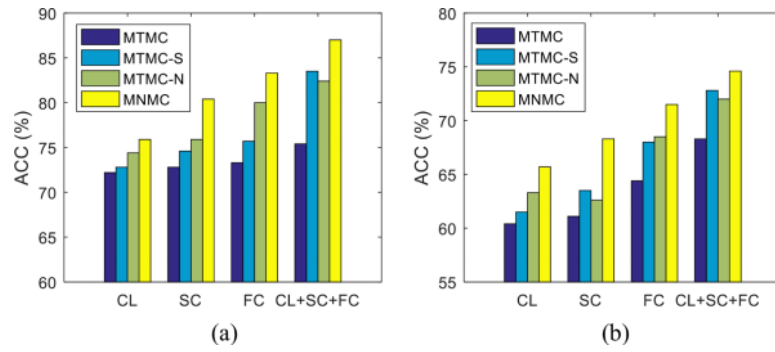 90
85
80
75
70
65
60
ACC (%)
MTMC
MTMC-S
MTMC-N
MNMC
CL SC FC CL+SC+FC
(a)
80
75
70
65
60
55
ACC (%)
MTMC
MTMC-S
MTMC-N
MNMC
CL SC FC CL+SC+FC
(b)